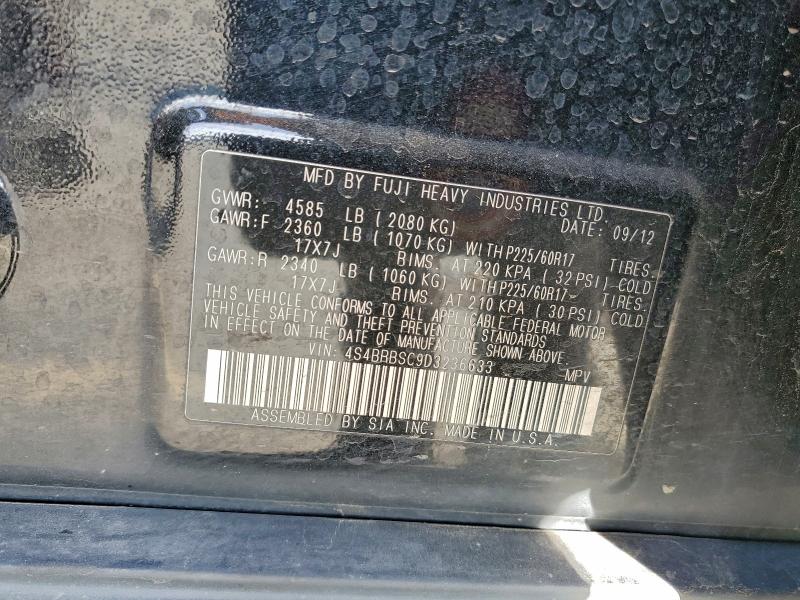 MFD BY FUJI HEAVY INDUSTRIES LTD.
GVWR: 4585 LB ( 2080 KG) DATE: 09/12
GAWR:F 2360 LB ( 1070 KG) WITH P225/60R17 TIRES.
17X7J RIMS. AT 220 KPA ( 32 PSI) COLD
GAWR:R 2340 LB ( 1060 KG) WITH P225/60R17 TIRES.
17X7J RIMS. AT 210 KPA ( 30 PSI) COLD
THIS VEHICLE CONFORMS TO ALL APPLICABLE FEDERAL MOTOR
VEHICLE SAFETY AND THEFT PREVENTION STANDARDS
IN EFFECT ON THE DATE OF MANUFACTURE SHOWN ABOVE.
VIN: 4S4BRBSC9D3236633 MPV
ASSEMBLED BY SIA INC. MADE IN U.S.A.